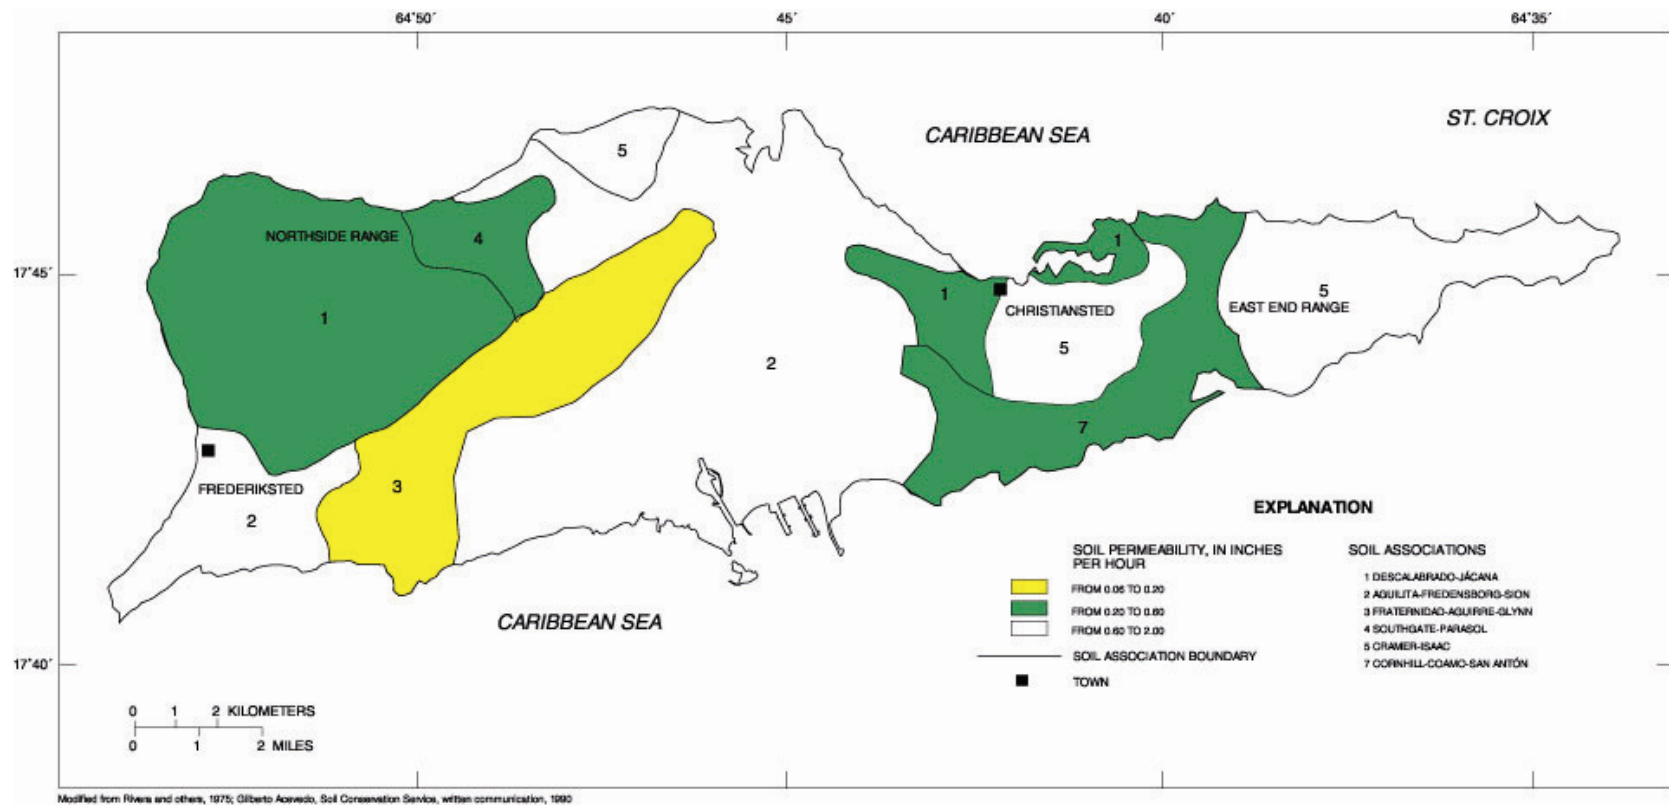 64°50′ 45′ 40′ 64°35′
ST. CROIX
CARIBBEAN SEA
5
NORTHSIDE RANGE
4
1
17°45′
1
1
CHRISTIANSTED
5
EAST END RANGE
5
2
7
3
FREDERIKSTED
2
CARIBBEAN SEA
17°40′
EXPLANATION
SOIL PERMEABILITY, IN INCHES
PER HOUR
FROM 0.06 TO 0.20
FROM 0.20 TO 0.60
FROM 0.60 TO 2.00
SOIL ASSOCIATION BOUNDARY
TOWN
SOIL ASSOCIATIONS
1 DESCALABRADO-JÁCANA
2 AGUILITA-FREDENSBORG-SION
3 FRATERNIDAD-AGUIRRE-GLYNN
4 SOUTHGATE-PARASOL
5 CRAMER-ISAAC
7 CORNHILL-COAMO-SAN ANTÓN
0 1 2 KILOMETERS
0 1 2 MILES
Modified from Rivera and others, 1975; Gilberto Acevedo, Soil Conservation Service, written communication, 1990